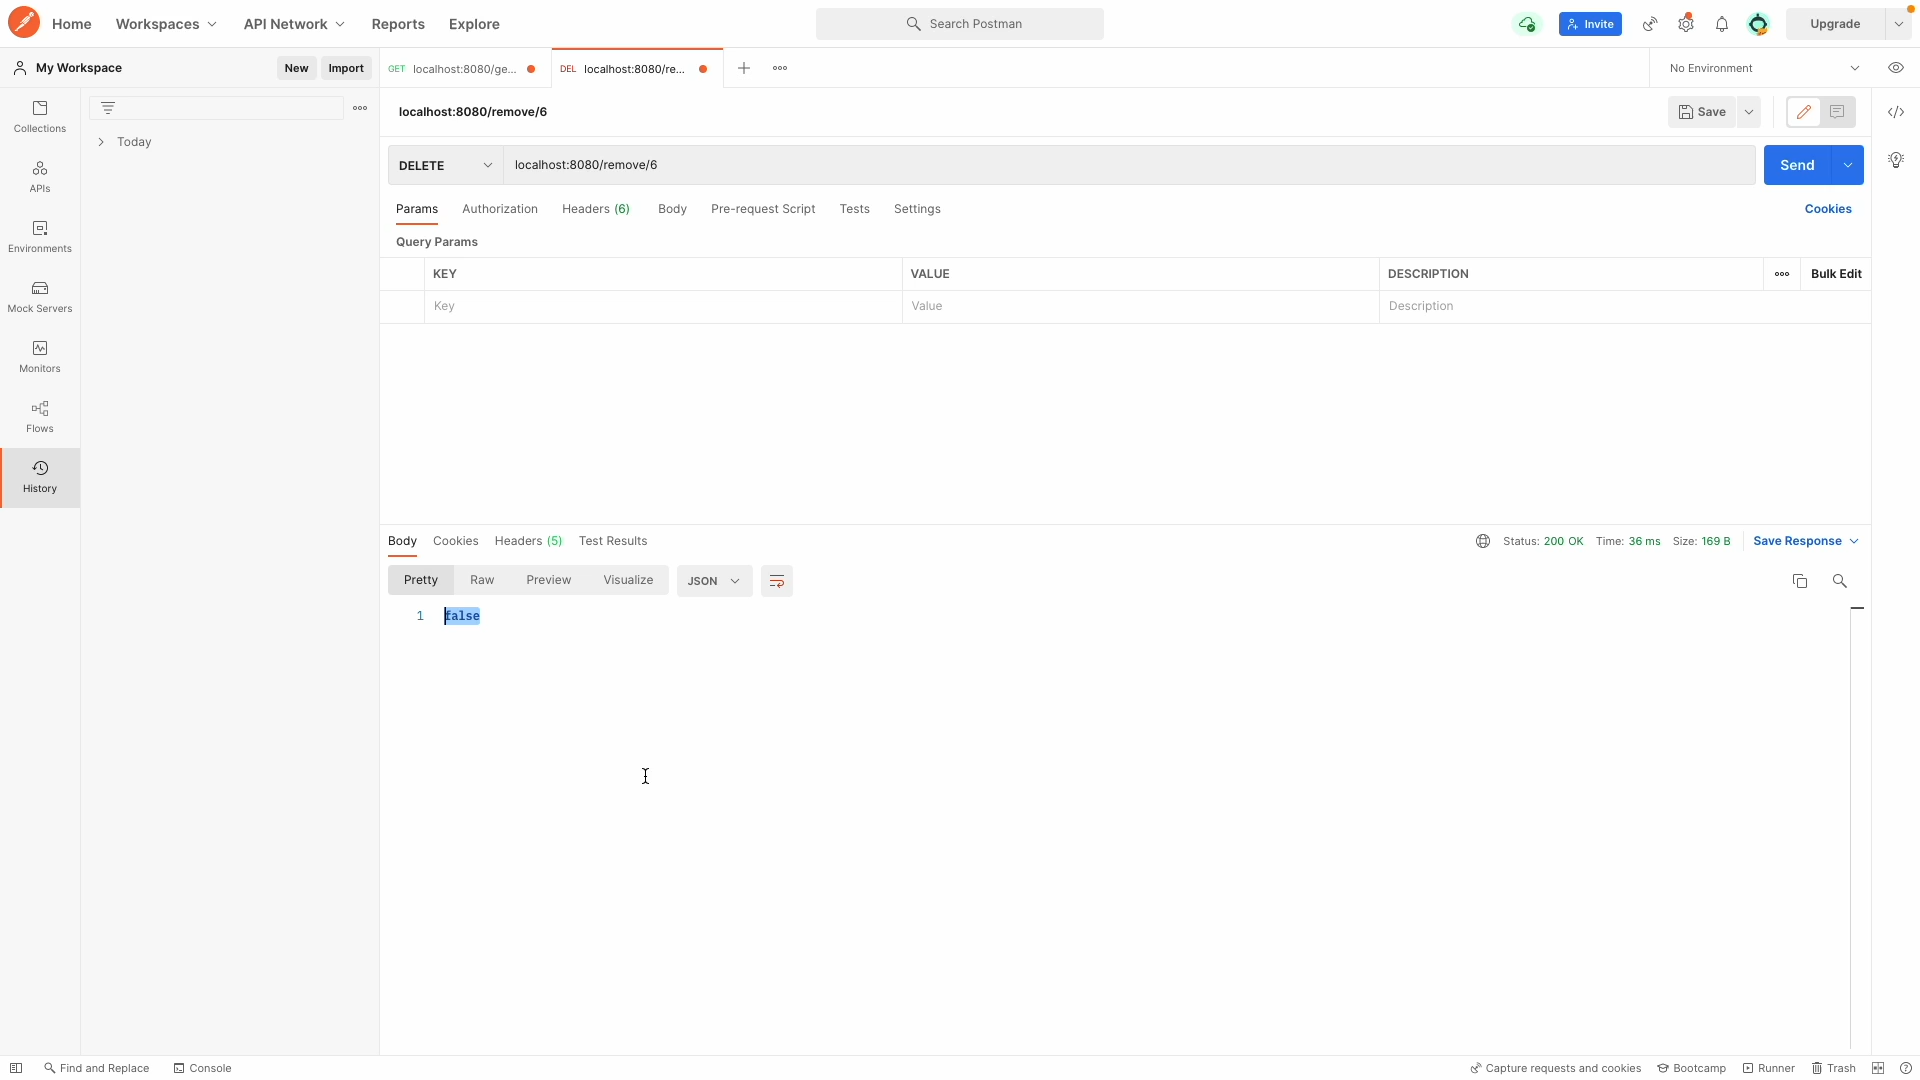 Home
Workspaces
API Network
Reports
Explore
Search Postman
Invite
Upgrade
My Workspace
New
Import
GET localhost:8080/ge...
DEL localhost:8080/re...
No Environment
Collections
APIs
Environments
Mock Servers
Monitors
Flows
History
Today
localhost:8080/remove/6
Save
DELETE
localhost:8080/remove/6
Send
Params
Authorization
Headers (6)
Body
Pre-request Script
Tests
Settings
Cookies
Query Params
KEY
VALUE
DESCRIPTION
Bulk Edit
Key
Value
Description
Body
Cookies
Headers (5)
Test Results
Status: 200 OK
Time: 36 ms
Size: 169 B
Save Response
Pretty
Raw
Preview
Visualize
JSON
1 false
Find and Replace
Console
Capture requests and cookies
Bootcamp
Runner
Trash